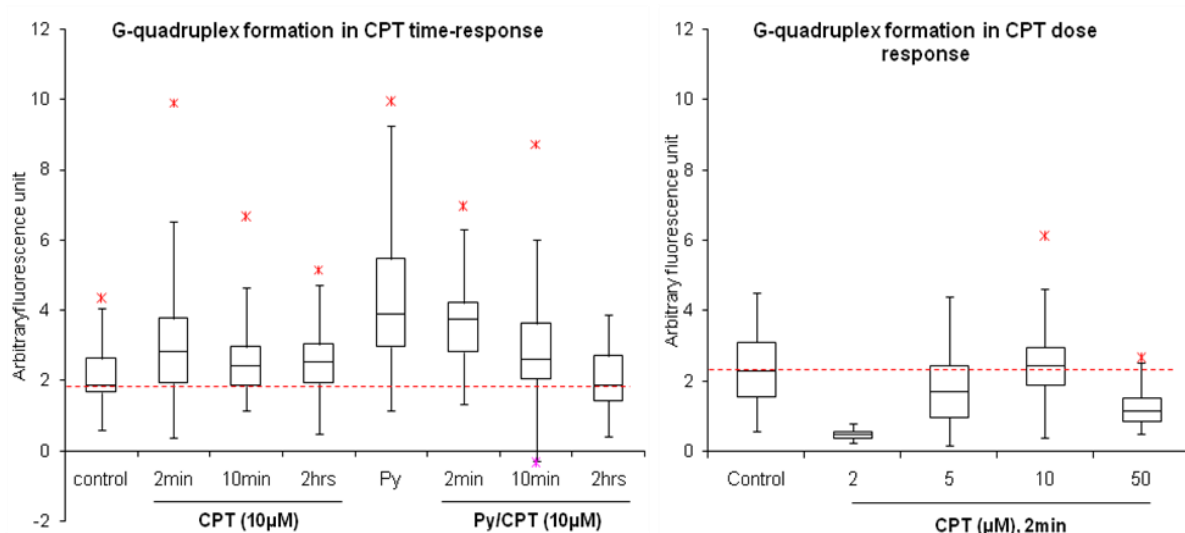 G-quadruplex formation in CPT time-response
Arbitraryfluorescence unit
12
10
8
6
4
2
0
-2
control 2min 10min 2hrs Py 2min 10min 2hrs
CPT (10µM) Py/CPT (10µM)
G-quadruplex formation in CPT dose
response
Arbitrary fluorescence unit
12
10
8
6
4
2
0
Control 2 5 10 50
CPT (µM), 2min